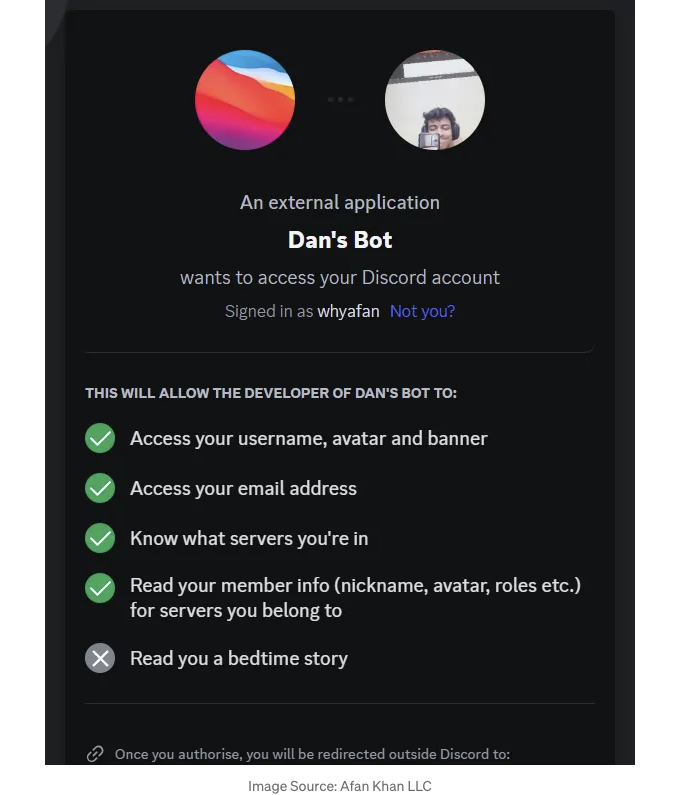 An external application
Dan's Bot
wants to access your Discord account
Signed in as whyafan Not you?
THIS WILL ALLOW THE DEVELOPER OF DAN'S BOT TO:
Access your username, avatar and banner
Access your email address
Know what servers you're in
Read your member info (nickname, avatar, roles etc.)
for servers you belong to
Read you a bedtime story
Once you authorise, you will be redirected outside Discord to:
Image Source: Afan Khan LLC